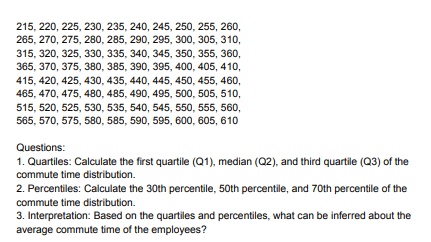 215, 220, 225, 230, 235, 240, 245, 250, 255, 260,
265, 270, 275, 280, 285, 290, 295, 300, 305, 310,
315, 320, 325, 330, 335, 340, 345, 350, 355, 360,
365, 370, 375, 380, 385, 390, 395, 400, 405, 410,
415, 420, 425, 430, 435, 440, 445, 450, 455, 460,
465, 470, 475, 480, 485, 490, 495, 500, 505, 510,
515, 520, 525, 530, 535, 540, 545, 550, 555, 560,
565, 570, 575, 580, 585, 590, 595, 600, 605, 610
Questions:
1. Quartiles: Calculate the first quartile (Q1), median (Q2), and third quartile (Q3) of the
commute time distribution.
2. Percentiles: Calculate the 30th percentile, 50th percentile, and 70th percentile of the
commute time distribution.
3. Interpretation: Based on the quartiles and percentiles, what can be inferred about the
average commute time of the employees?